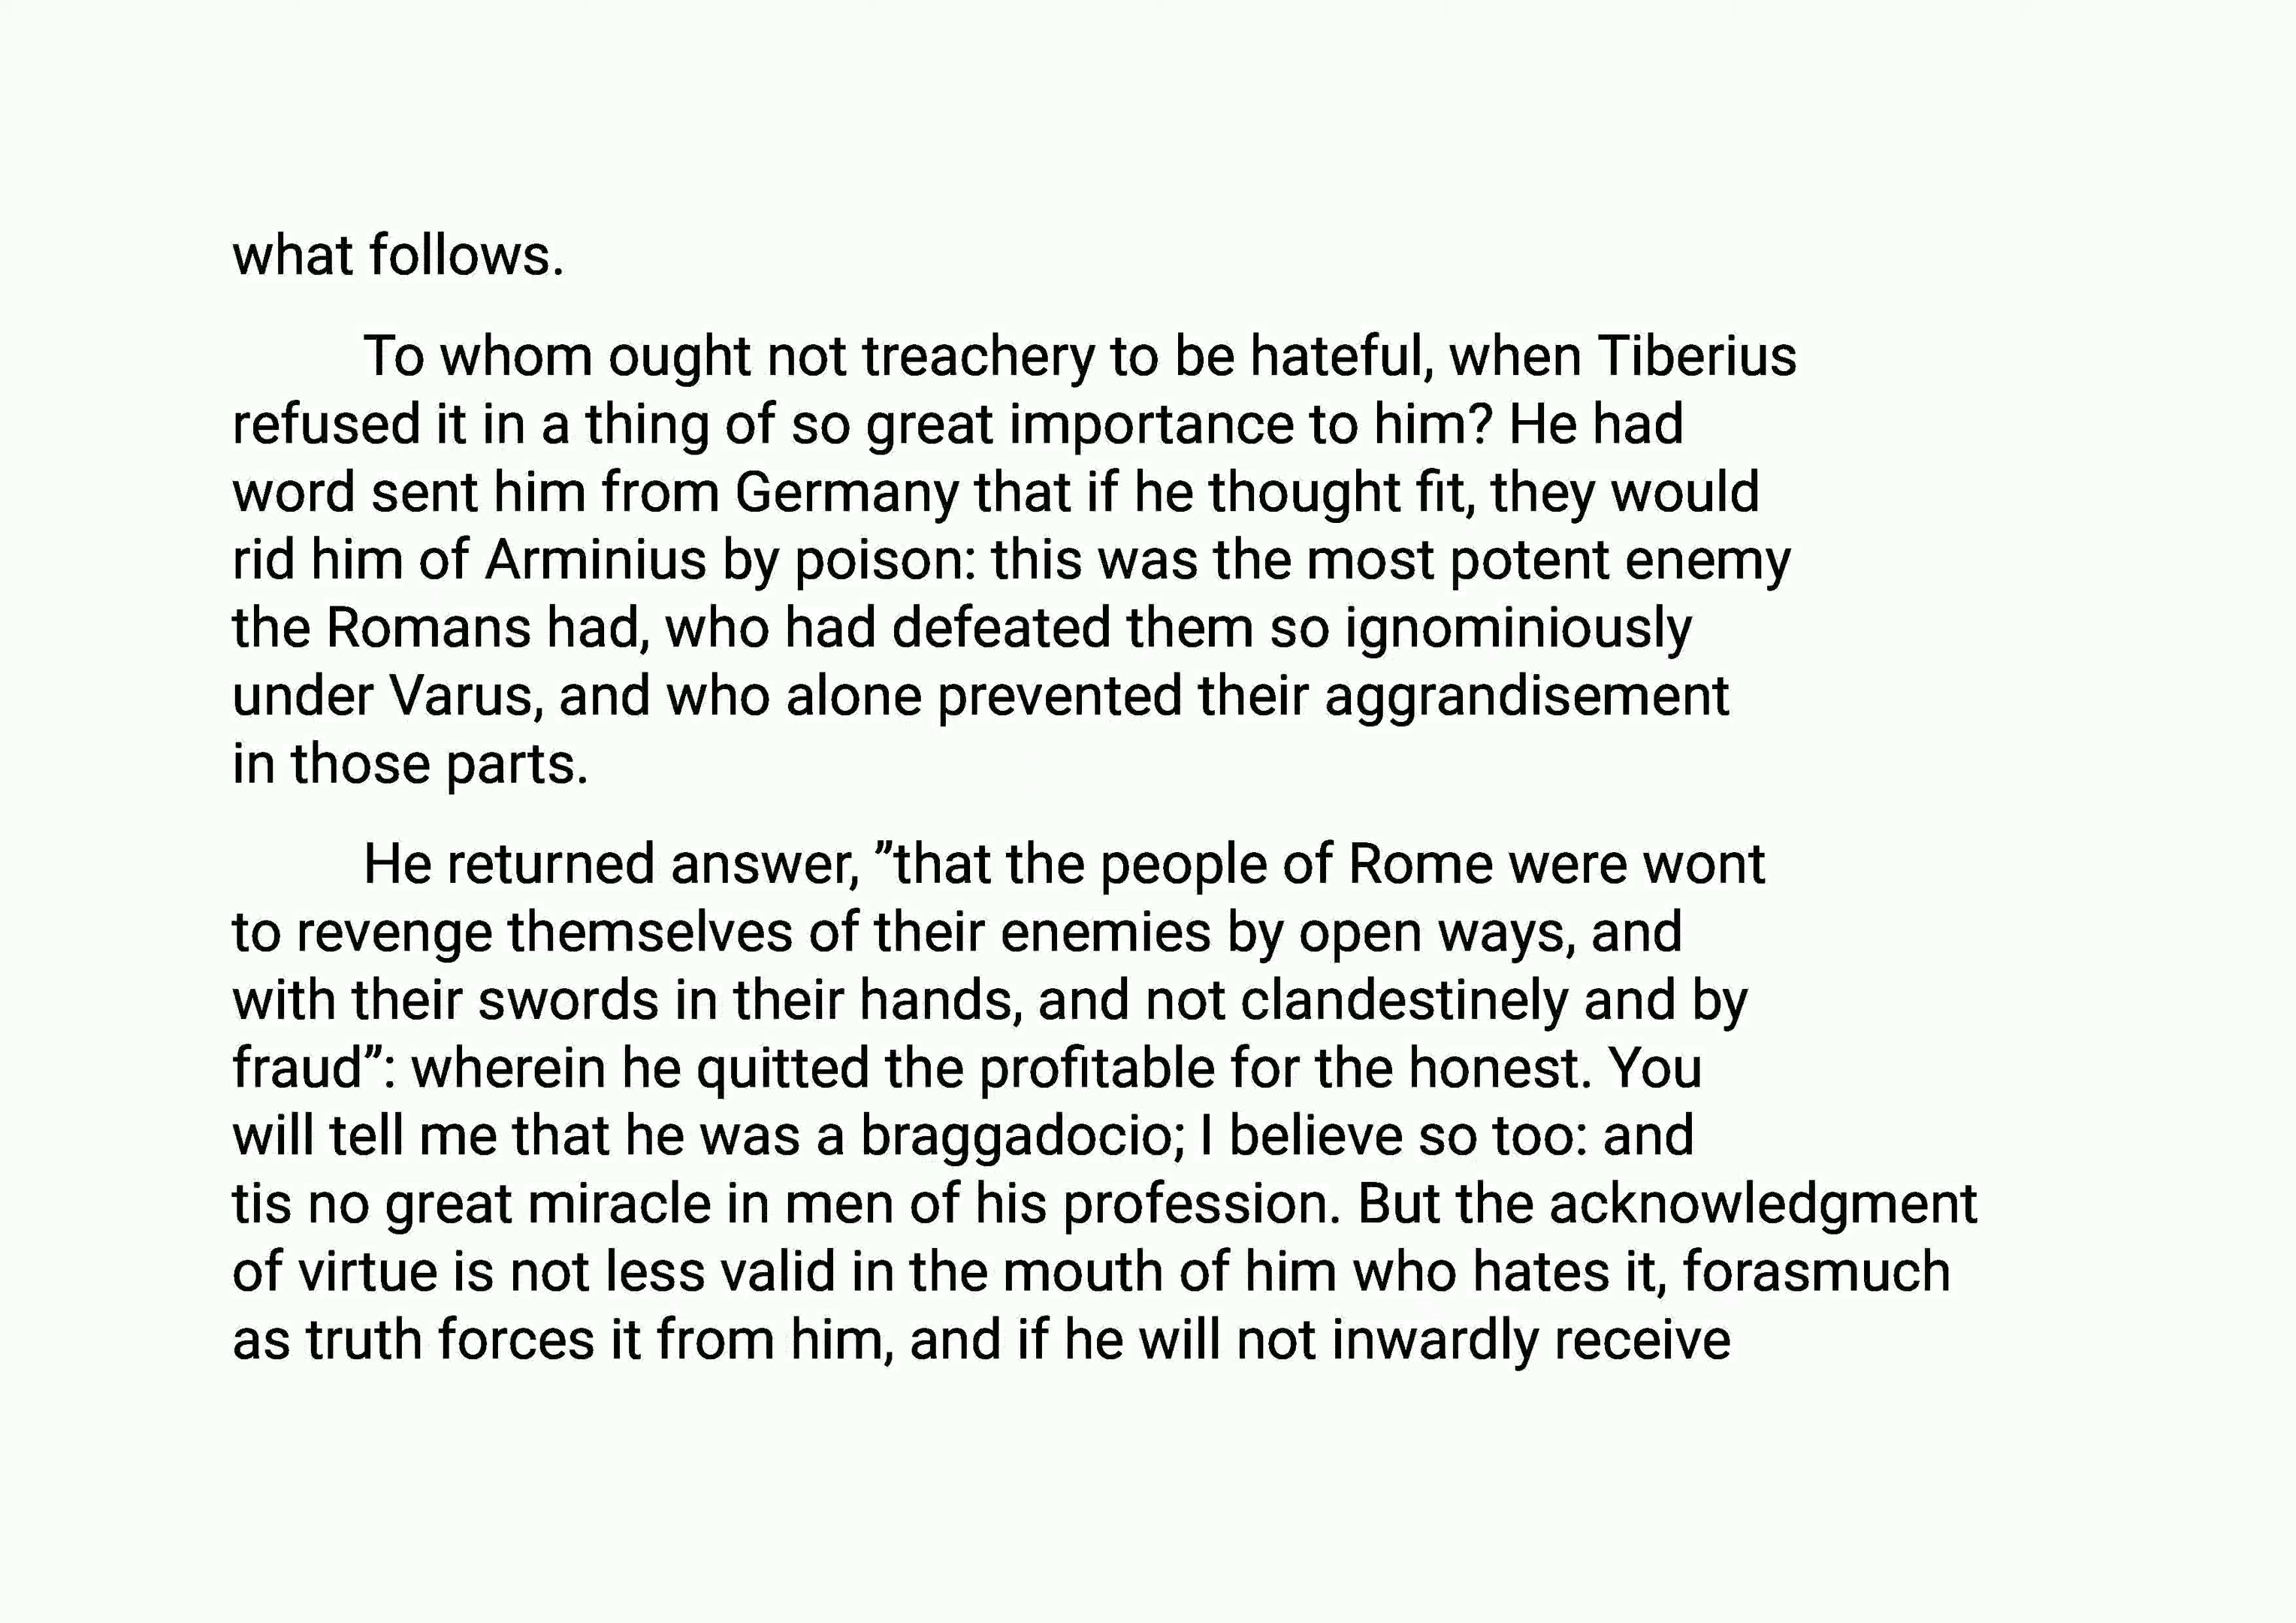 what follows.
To whom ought not treachery to be hateful, when Tiberius
refused it in a thing of so great importance to him? He had
word sent him from Germany that if he thought fit, they would
rid him of Arminius by poison: this was the most potent enemy
the Romans had, who had defeated them so ignominiously
under Varus, and who alone prevented their aggrandisement
in those parts.
He returned answer, ”that the people of Rome were wont
to revenge themselves of their enemies by open ways, and
with their swords in their hands, and not clandestinely and by
fraud”: wherein he quitted the profitable for the honest. You
will tell me that he was a braggadocio; I believe so too: and
tis no great miracle in men of his profession. But the acknowledgment
of virtue is not less valid in the mouth of him who hates it, forasmuch
as truth forces it from him, and if he will not inwardly receive